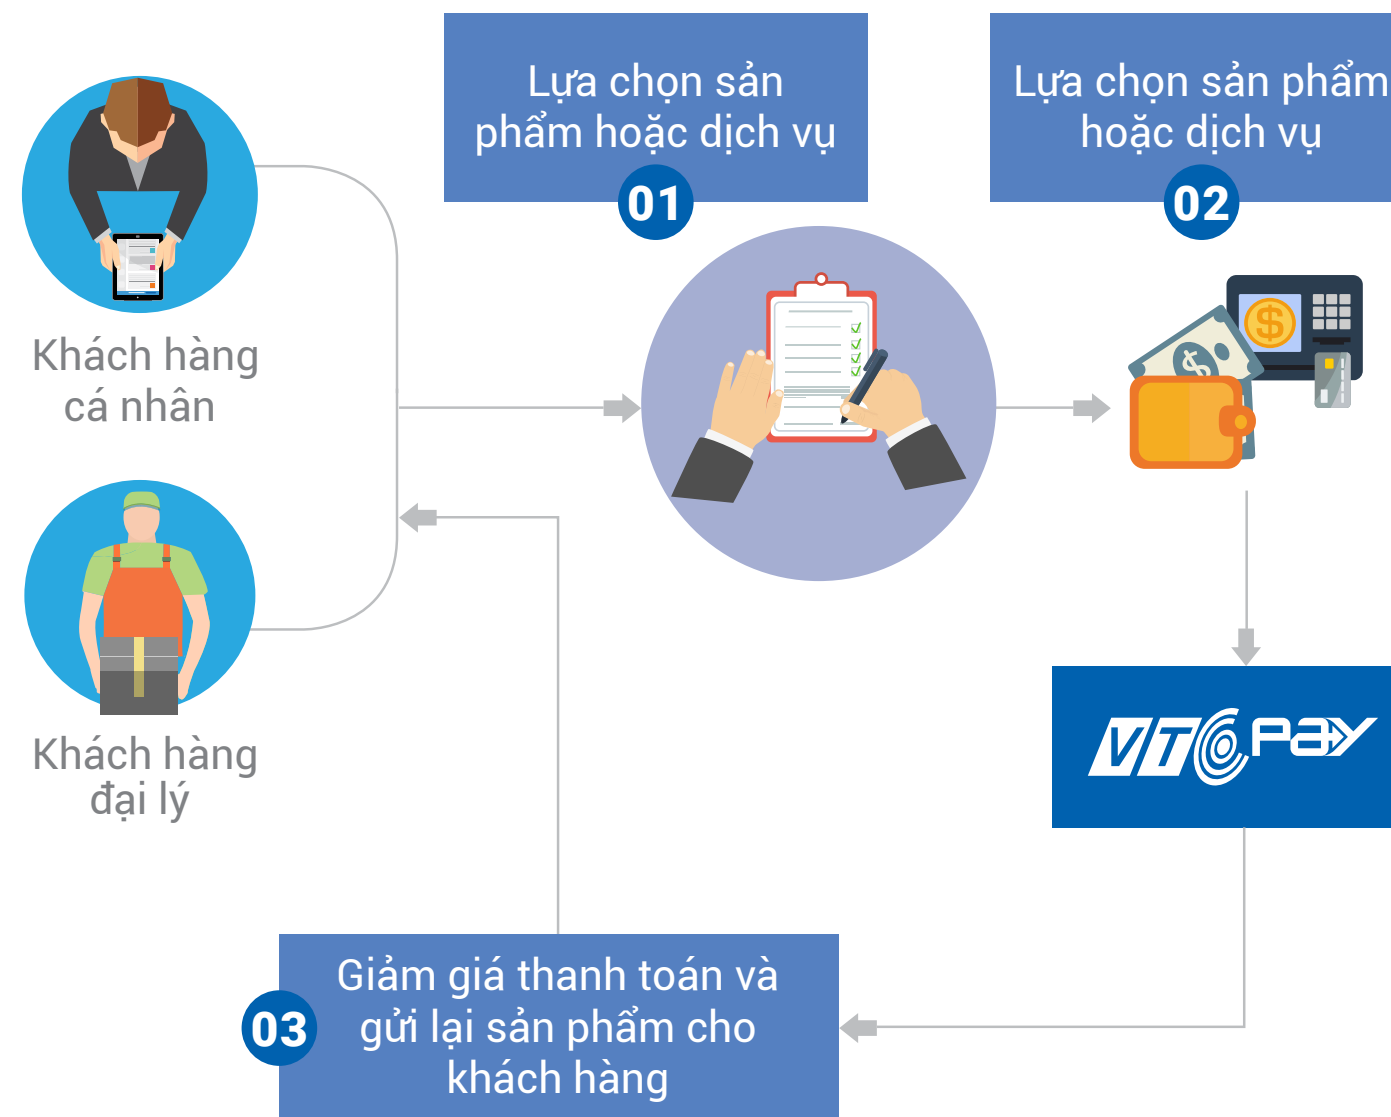 Lựa chọn sản
phẩm hoặc dịch vụ
01
Lựa chọn sản phẩm
hoặc dịch vụ
02
Khách hàng
cá nhân
Khách hàng
đại lý
VTC Pay
Giảm giá thanh toán và
gửi lại sản phẩm cho
khách hàng
03